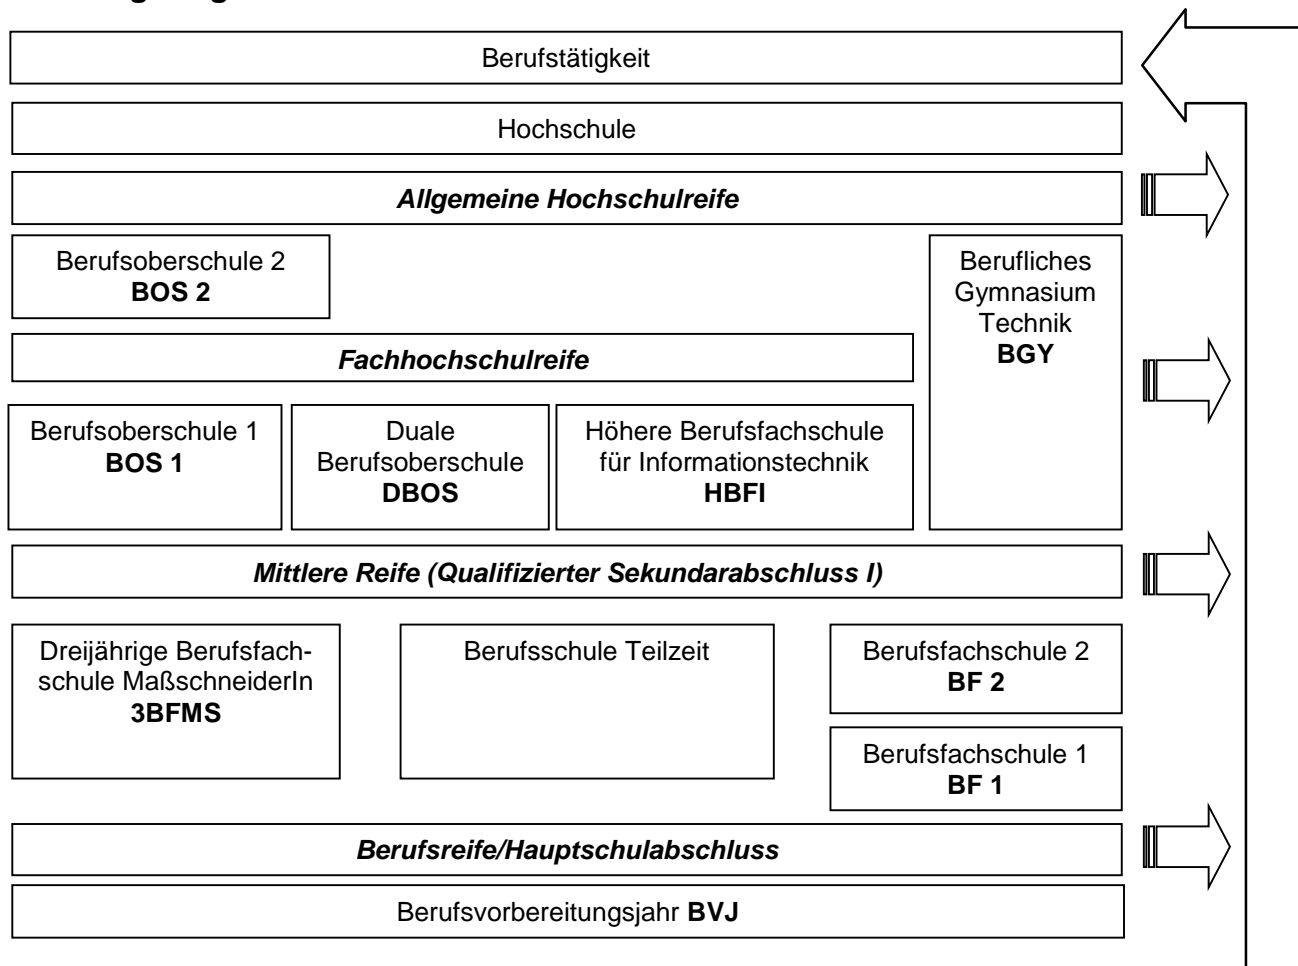 Berufstätigkeit
Hochschule
Allgemeine Hochschulreife
Berufsoberschule 2
BOS 2
Berufliches
Gymnasium
Technik
BGY
Fachhochschulreife
Berufsoberschule 1
BOS 1
Duale
Berufsoberschule
DBOS
Höhere Berufsfachschule
für Informationstechnik
HBFI
Mittlere Reife (Qualifizierter Sekundarabschluss I)
Dreijährige Berufsfach-
schule MaßschneiderIn
3BFMS
Berufsschule Teilzeit
Berufsfachschule 2
BF 2
Berufsfachschule 1
BF 1
Berufsreife/Hauptschulabschluss
Berufsvorbereitungsjahr BVJ